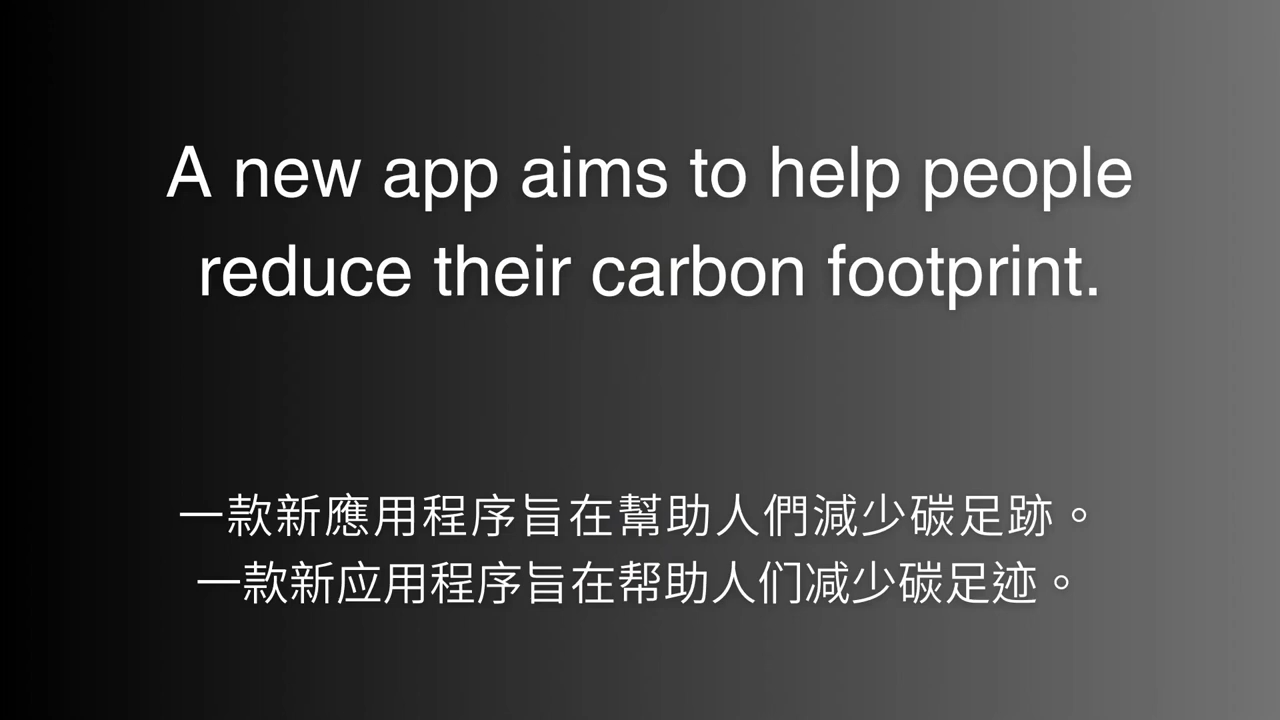 A new app aims to help people
reduce their carbon footprint.
一款新應用程序旨在幫助人們減少碳足跡。
一款新应用程序旨在帮助人们减少碳足迹。